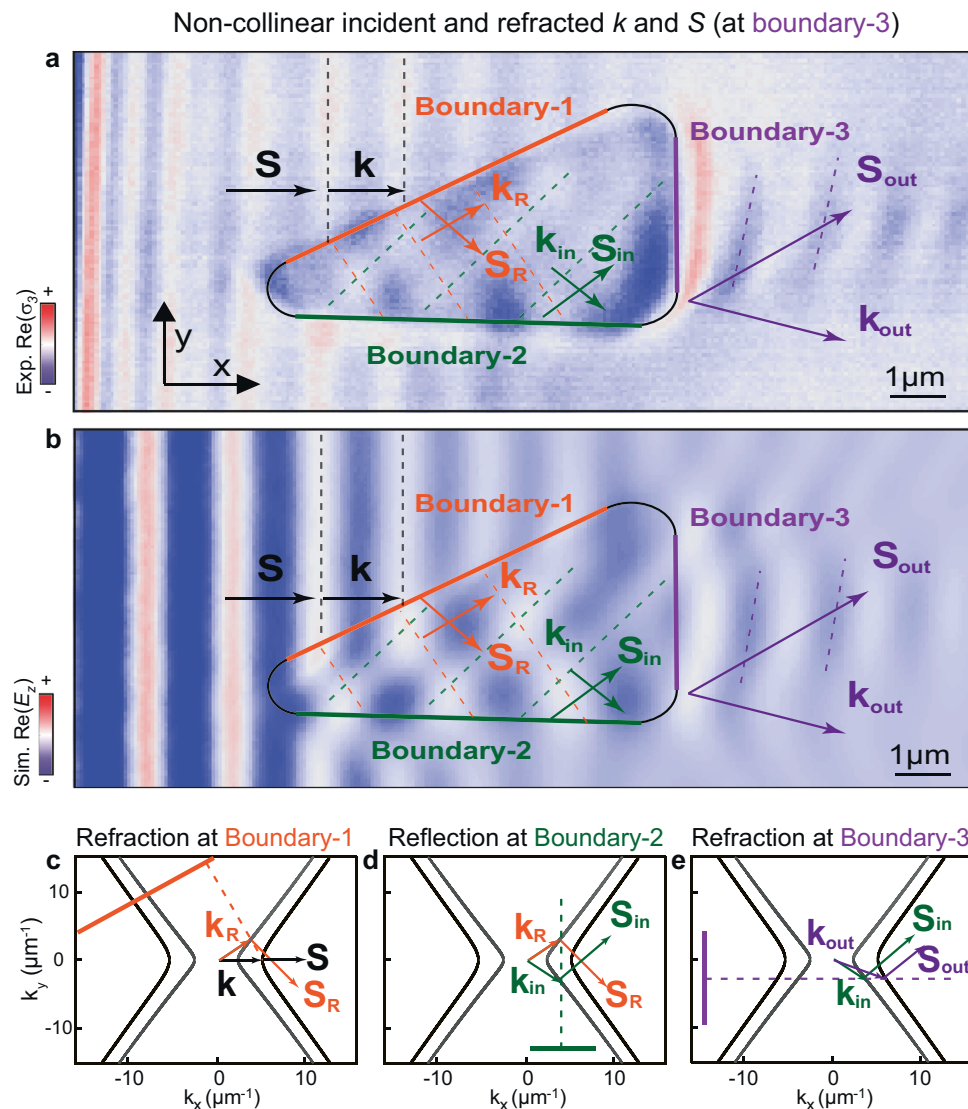 Non-collinear incident and refracted k and S (at boundary-3)
a
Boundary-1
Boundary-3
S
k
k_R
S_out
k_in
S_in
S_R
k_out
y
x
Boundary-2
Exp. Re(σ₃)
- +
1μm
b
Boundary-1
Boundary-3
S
k
k_R
S_out
k_in
S_in
S_R
k_out
Boundary-2
Sim. Re(E_z)
- +
1μm
Refraction at Boundary-1
c
k_R
S
k
S_R
10
0
-10
k_y (μm⁻¹)
-10 0 10
k_x (μm⁻¹)
Reflection at Boundary-2
d
k_R
S_in
k_in
S_R
-10 0 10
k_x (μm⁻¹)
Refraction at Boundary-3
e
k_out
S_in
S_out
k_in
-10 0 10
k_x (μm⁻¹)